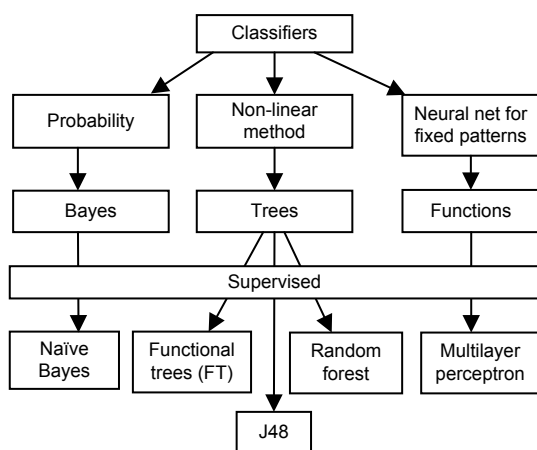 Classifiers
Probability
Non-linear
method
Neural net for
fixed patterns
Bayes
Trees
Functions
Supervised
Naïve
Bayes
Functional
trees (FT)
Random
forest
Multilayer
perceptron
J48